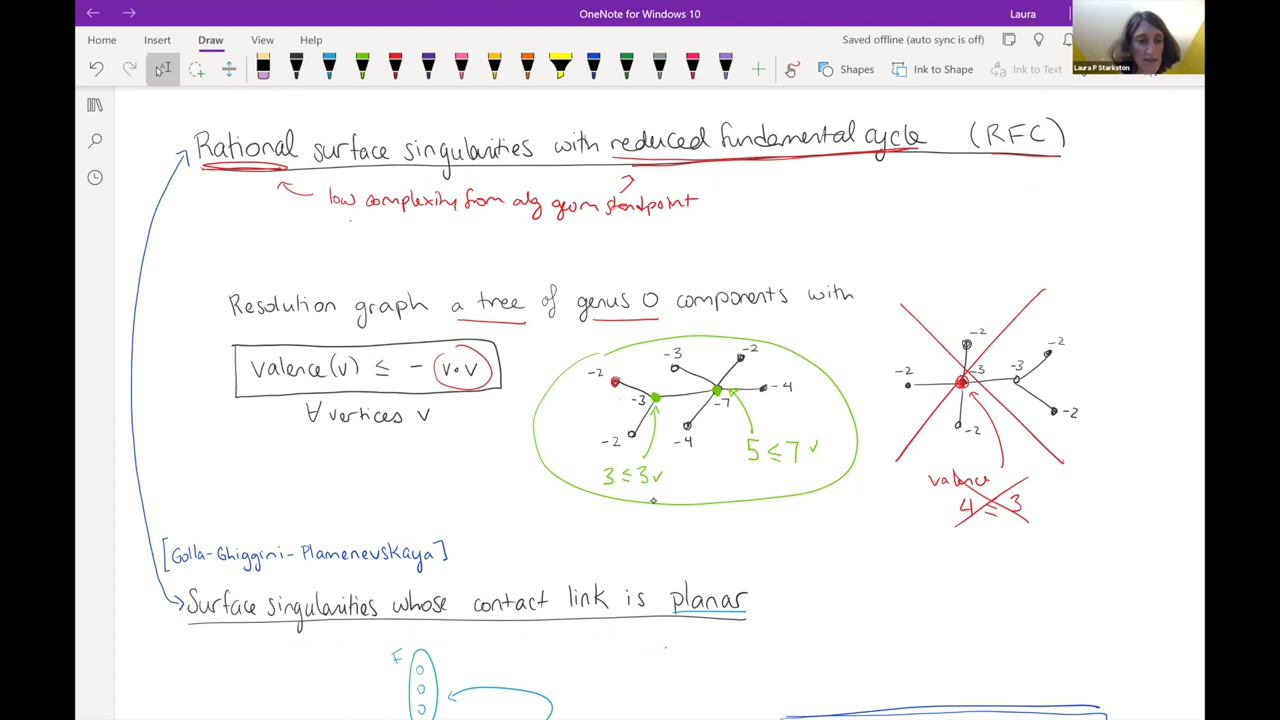 OneNote for Windows 10
Laura
Home Insert Draw View Help
Saved offline (auto sync is off)
Shapes
Ink to Shape
Ink to Text
Laura P Starkston
Rational surface singularities with reduced fundamental cycle (RFC)
low complexity from alg geom standpoint
Resolution graph a tree of genus 0 components with
valence(v) ≤ - v•v
∀ vertices v
-2
-3
-2
-3
-7
-4
-2
-4
3 ≤ 3 ✓
5 ≤ 7 ✓
-2
-2
-2
-3
-3
-2
-2
valence
4 ≤ 3
[Golla-Ghiggini-Plamenevskaya]
Surface singularities whose contact link is planar
F